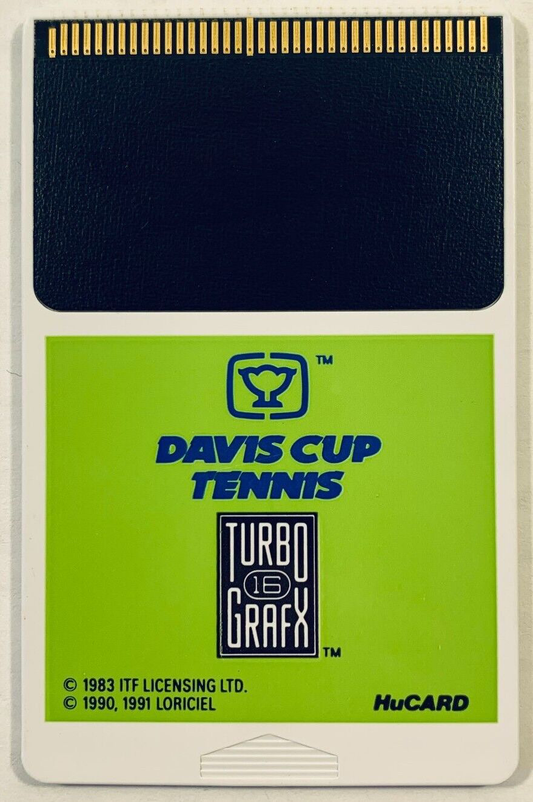 TM
DAVIS CUP
TENNIS
TURBO
16
GRAFX
TM
© 1983 ITF LICENSING LTD.
© 1990, 1991 LORICIEL
HuCARD